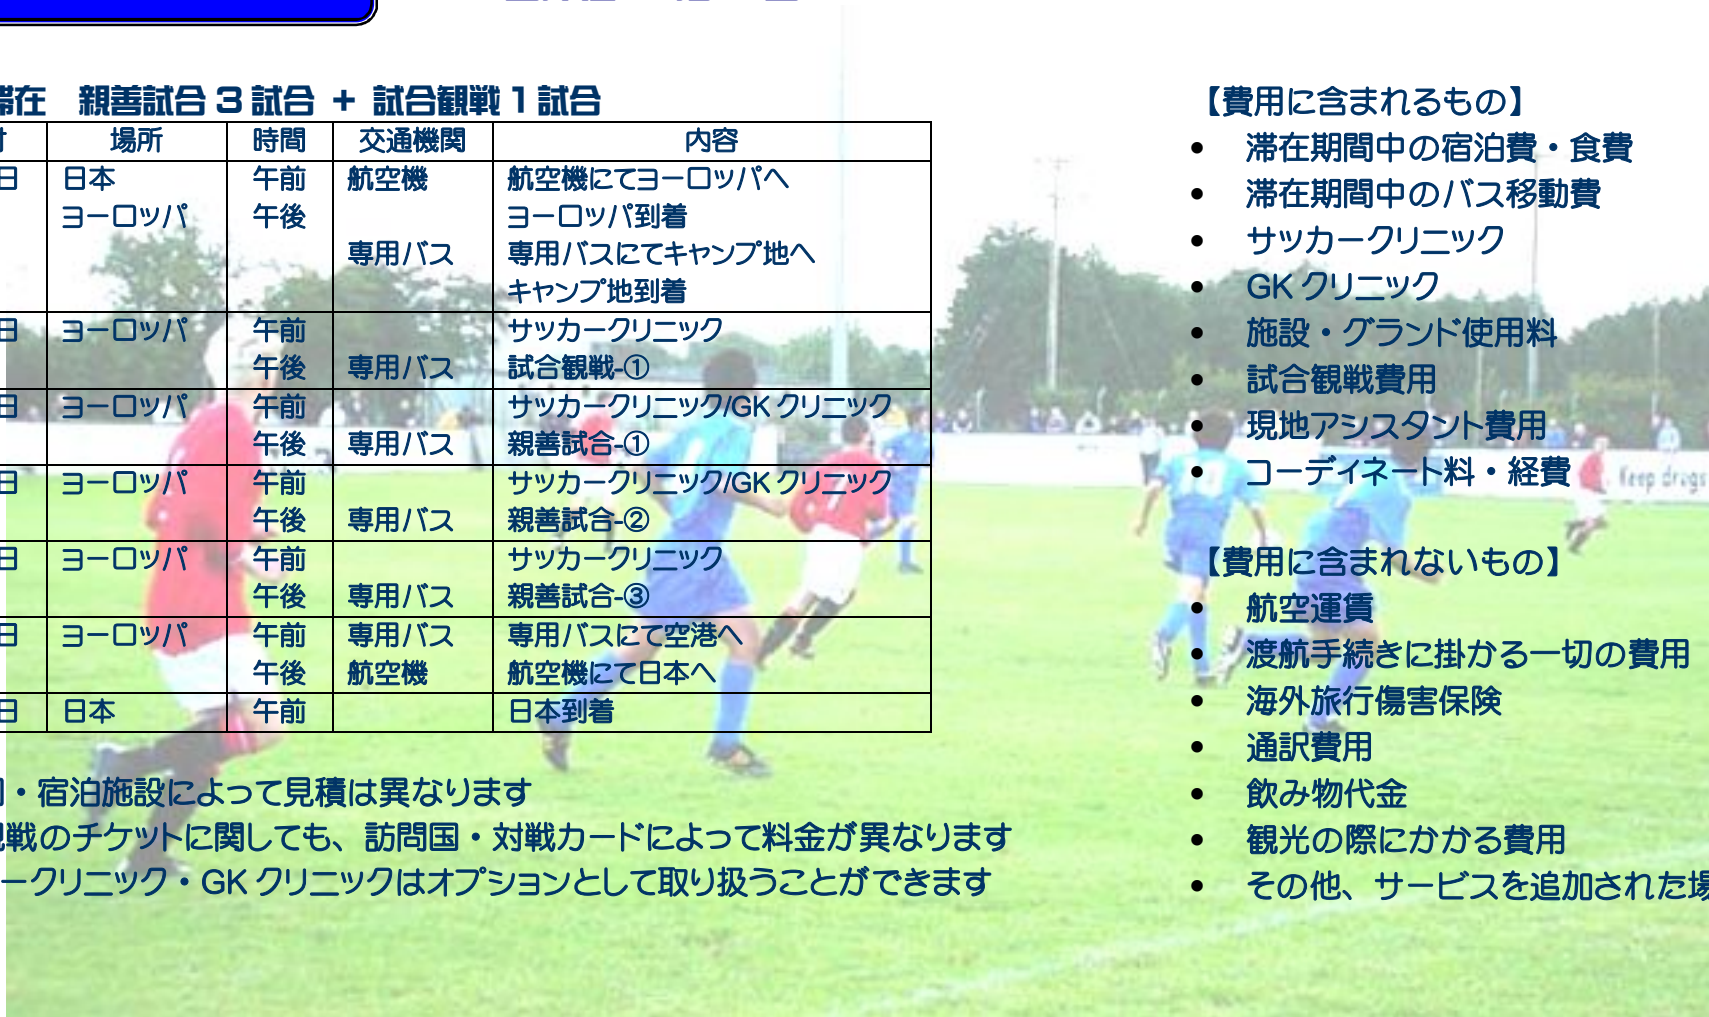 滞在 親善試合 3 試合 + 試合観戦 1 試合
場所 時間 交通機関 内容
日 日本 午前 航空機 航空機にてヨーロッパへ
ヨーロッパ 午後 ヨーロッパ到着
専用バス 専用バスにてキャンプ地へ
キャンプ地到着
日 ヨーロッパ 午前 サッカークリニック
午後 専用バス 試合観戦-①
日 ヨーロッパ 午前 サッカークリニック/GK クリニック
午後 専用バス 親善試合-①
日 ヨーロッパ 午前 サッカークリニック/GK クリニック
午後 専用バス 親善試合-②
日 ヨーロッパ 午前 サッカークリニック
午後 専用バス 親善試合-③
日 ヨーロッパ 午前 専用バス 専用バスにて空港へ
午後 航空機 航空機にて日本へ
日 日本 午前 日本到着
・宿泊施設によって見積は異なります
戦のチケットに関しても、訪問国・対戦カードによって料金が異なります
ークリニック・GK クリニックはオプションとして取り扱うことができます
【費用に含まれるもの】
• 滞在期間中の宿泊費・食費
• 滞在期間中のバス移動費
• サッカークリニック
• GK クリニック
• 施設・グランド使用料
• 試合観戦費用
• 現地アシスタント費用
• コーディネート料・経費
【費用に含まれないもの】
• 航空運賃
• 渡航手続きに掛かる一切の費用
• 海外旅行傷害保険
• 通訳費用
• 飲み物代金
• 観光の際にかかる費用
• その他、サービスを追加された場
Keep drugs